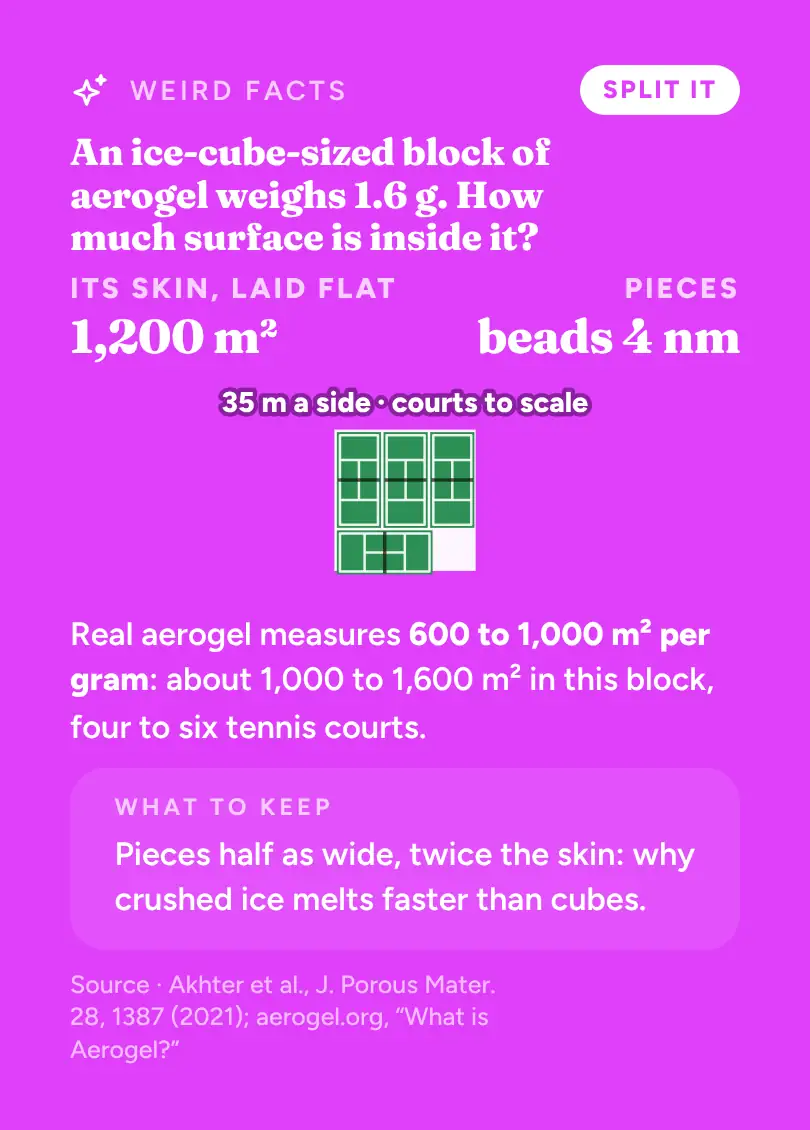 WEIRD FACTS
SPLIT IT
An ice-cube-sized block of
aerogel weighs 1.6 g. How
much surface is inside it?
ITS SKIN, LAID FLAT
PIECES
1,200 m²
beads 4 nm
35 m a side · courts to scale
Real aerogel measures 600 to 1,000 m² per
gram: about 1,000 to 1,600 m² in this block,
four to six tennis courts.
WHAT TO KEEP
Pieces half as wide, twice the skin: why
crushed ice melts faster than cubes.
Source · Akhter et al., J. Porous Mater.
28, 1387 (2021); aerogel.org, “What is
Aerogel?”